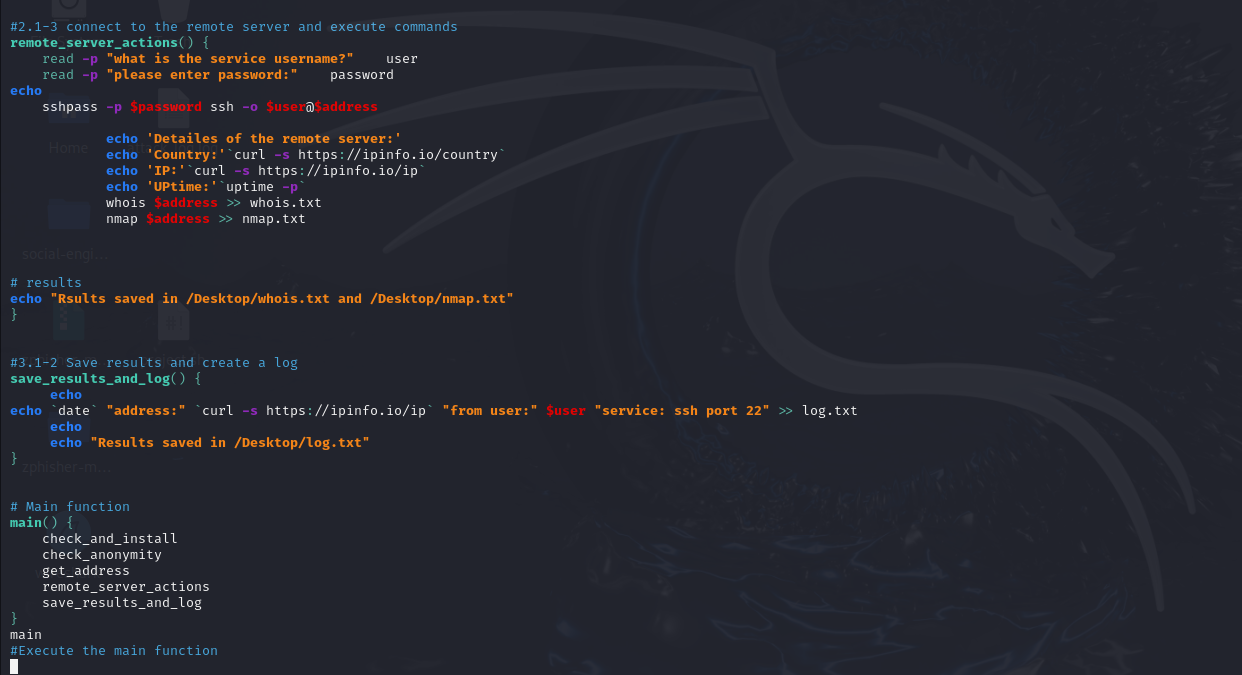 #2.1-3 connect to the remote server and execute commands
remote_server_actions() {
    read -p "what is the service username?"    user
    read -p "please enter password:"    password
echo
    sshpass -p $password ssh -o $user@$address
            echo 'Detailes of the remote server:'
            echo 'Country:'`curl -s https://ipinfo.io/country`
            echo 'IP:'`curl -s https://ipinfo.io/ip`
            echo 'UPtime:'`uptime -p`
            whois $address >> whois.txt
            nmap $address >> nmap.txt
Home
social-engi...
# results
echo "Rsults saved in /Desktop/whois.txt and /Desktop/nmap.txt"
}
#3.1-2 Save results and create a log
save_results_and_log() {
     echo
echo `date` "address:" `curl -s https://ipinfo.io/ip` "from user:" $user "service: ssh port 22" >> log.txt
     echo
     echo "Results saved in /Desktop/log.txt"
}
zphisher-m...
# Main function
main() {
    check_and_install
    check_anonymity
    get_address
    remote_server_actions
    save_results_and_log
}
main
#Execute the main function